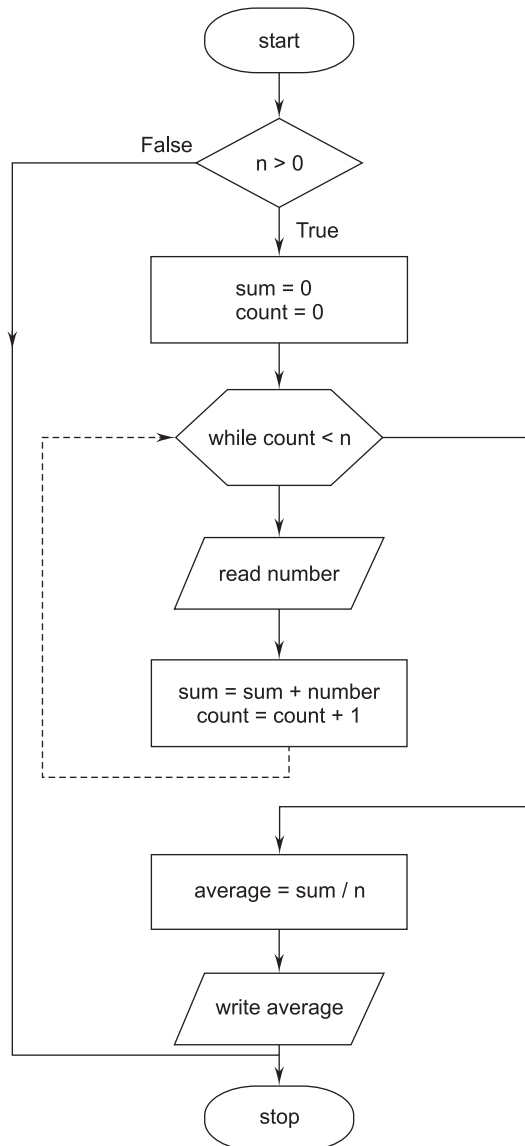 start
False
n > 0
True
sum = 0
count = 0
while count < n
read number
sum = sum + number
count = count + 1
average = sum / n
write average
stop